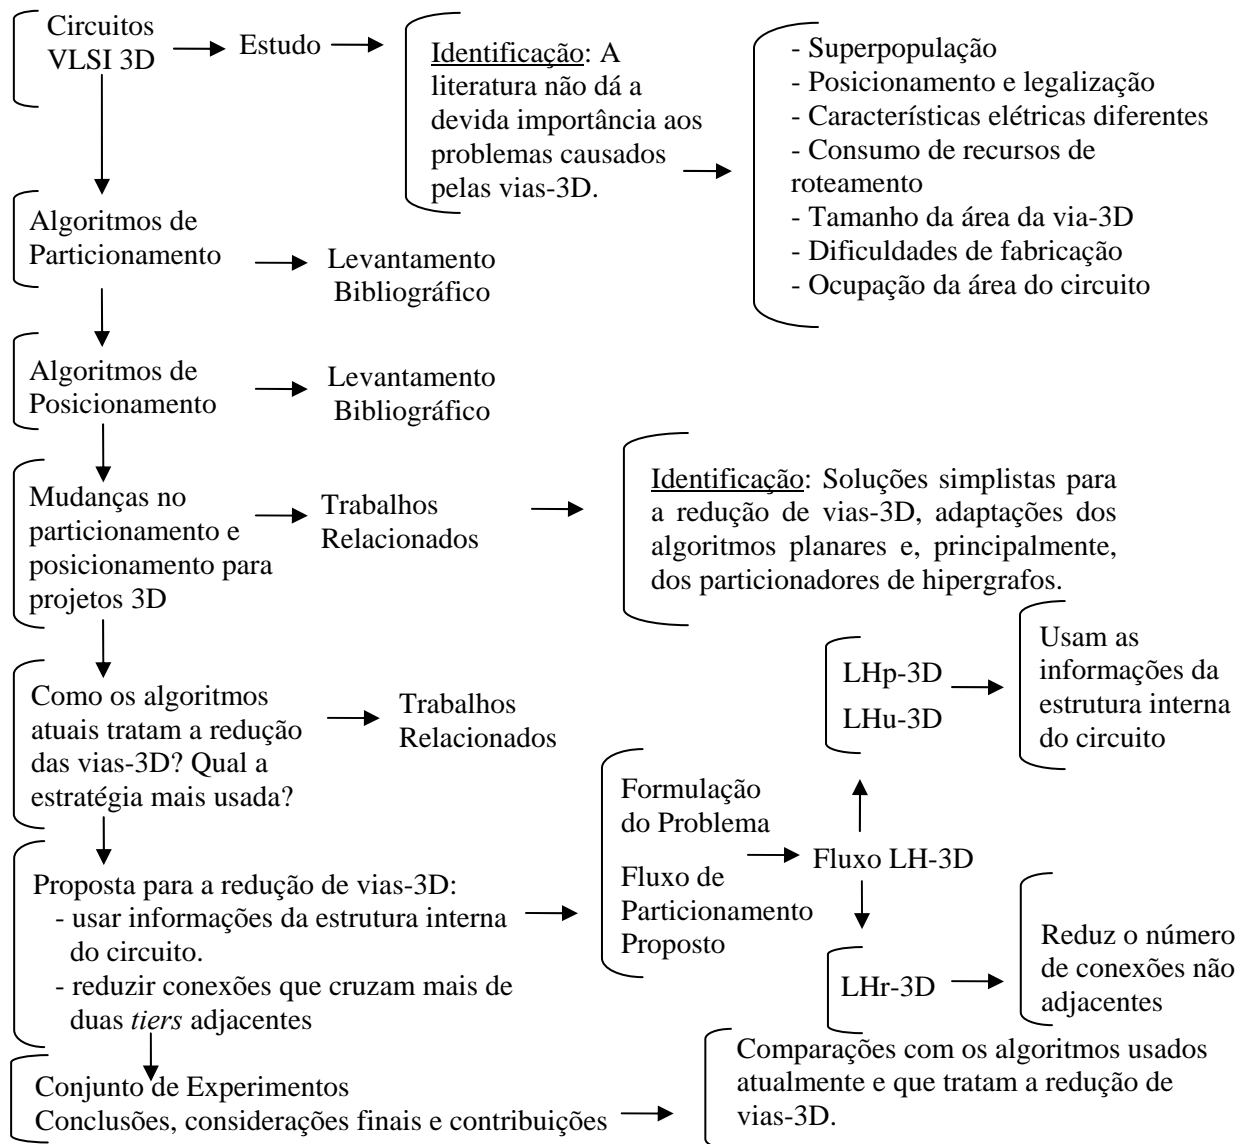 Circuitos
VLSI 3D
Estudo
Identificação: A
literatura não dá a
devida importância aos
problemas causados
pelas vias-3D.
- Superpopulação
- Posicionamento e legalização
- Características elétricas diferentes
- Consumo de recursos de
roteamento
- Tamanho da área da via-3D
- Dificuldades de fabricação
- Ocupação da área do circuito
Algoritmos de
Particionamento
Levantamento
Bibliográfico
Algoritmos de
Posicionamento
Levantamento
Bibliográfico
Mudanças no
particionamento e
posicionamento para
projetos 3D
Trabalhos
Relacionados
Identificação: Soluções simplistas para
a redução de vias-3D, adaptações dos
algoritmos planares e, principalmente,
dos particionadores de hipergrafos.
Como os algoritmos
atuais tratam a redução
das vias-3D? Qual a
estratégia mais usada?
Trabalhos
Relacionados
Proposta para a redução de vias-3D:
- usar informações da estrutura interna
do circuito.
- reduzir conexões que cruzam mais de
duas tiers adjacentes
Formulação
do Problema
Fluxo de
Particionamento
Proposto
Fluxo LH-3D
LHp-3D
LHu-3D
Usam as
informações da
estrutura interna
do circuito
LHr-3D
Reduz o número
de conexões não
adjacentes
Conjunto de Experimentos
Conclusões, considerações finais e contribuições
Comparações com os algoritmos usados
atualmente e que tratam a redução de
vias-3D.